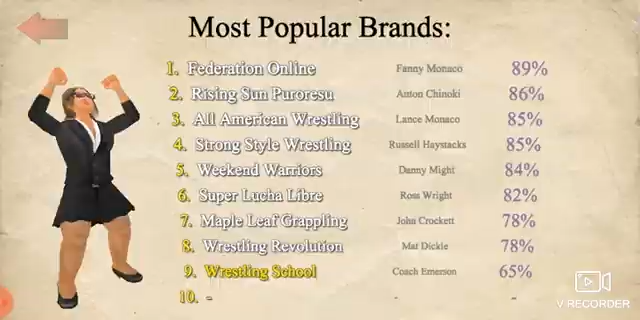 Most Popular Brands:
1. Federation Online Fanny Monaco 89%
2. Rising Sun Puroresu Anton Chinoki 86%
3. All American Wrestling Lance Monaco 85%
4. Strong Style Wrestling Russell Haystacks 85%
5. Weekend Warriors Danny Might 84%
6. Super Lucha Libre Ross Wright 82%
7. Maple Leaf Grappling John Crockett 78%
8. Wrestling Revolution Mat Dickie 78%
9. Wrestling School Coach Emerson 65%
10. - - -
V RECORDER